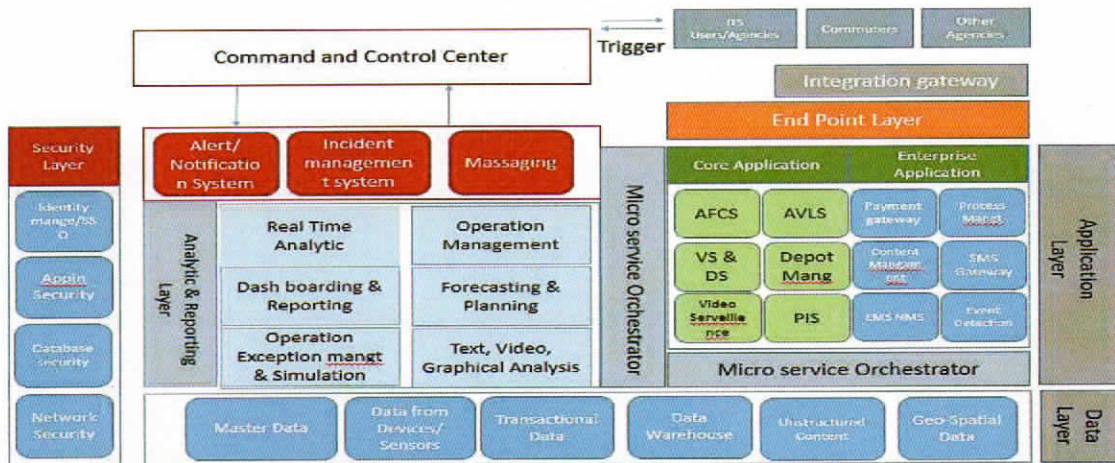 ITS
Users/Agencies
Commuters
Other
Agencies
Trigger
Command and Control Center
Integration gateway
End Point Layer
Security
Layer
Identity
mange/SS
O
Appln
Security
Database
security
Network
Security
Alert/
Notificatio
n System
Incident
managemen
t system
Massaging
Analytic & Reporting
Layer
Real Time
Analytic
Operation
Management
Dash boarding &
Reporting
Forecasting &
Planning
Operation
Exception mangt
& Simulation
Text, Video,
Graphical Analysis
Micro service Orchestrator
Core Application
Enterprise
Application
AFCS
AVLS
Payment
gateway
Process
Mangt
VS &
DS
Depot
Mang
Content
Mangam
ent
SMS
Gateway
Video
Serveille
nce
PIS
EMS NMS
Event
Detection
Micro service Orchestrator
Application
Layer
Master Data
Data from
Devices/
Sensors
Transactional
Data
Data
Warehouse
Unstructured
Content
Geo-Spatial
Data
Data
Layer